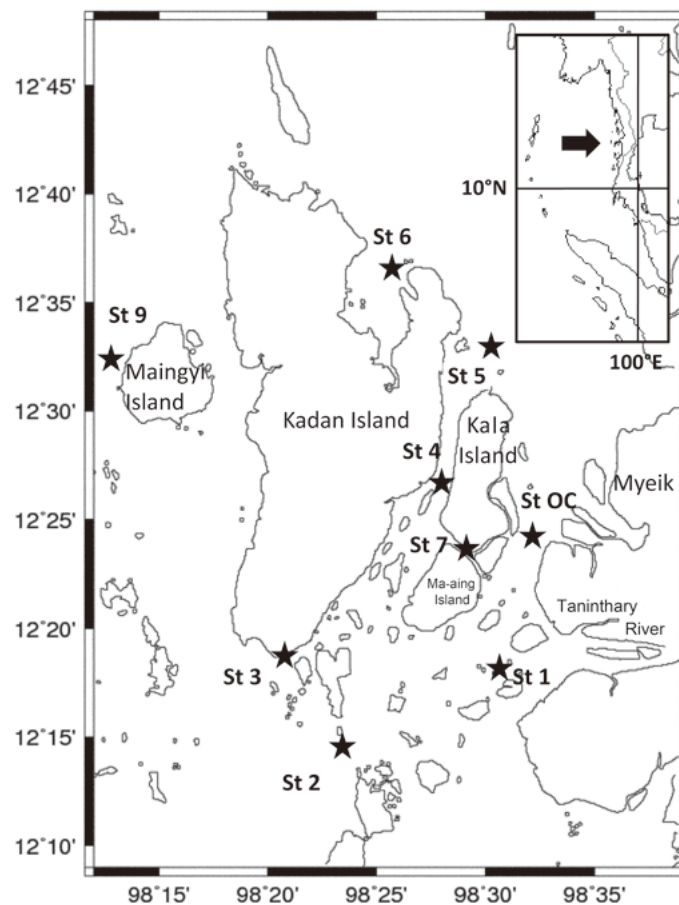 12°45'
12°40'
12°35'
12°30'
12°25'
12°20'
12°15'
12°10'
98°15'
98°20'
98°25'
98°30'
98°35'
10°N
100°E
St 6
St 9
St 5
Maingyi
Island
Kadan Island
Kala
Island
St 4
Myeik
St OC
St 7
Ma-aing
Island
Taninthary
River
St 3
St 1
St 2